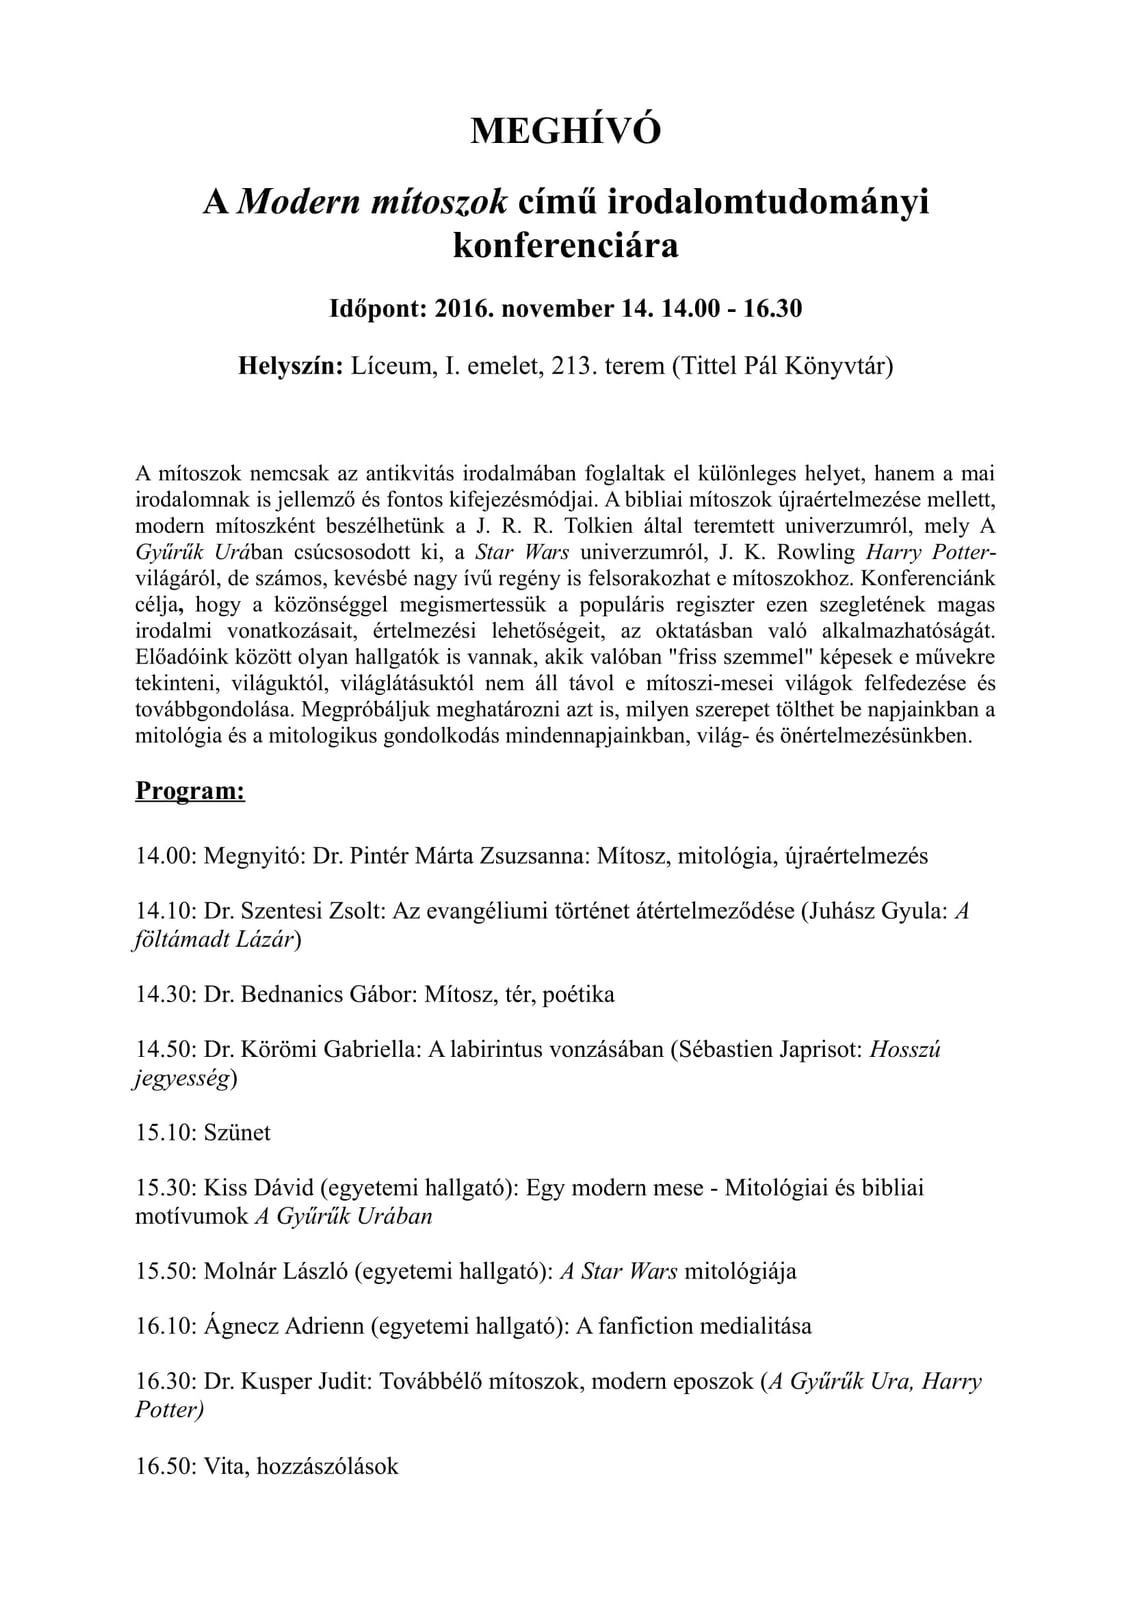 MEGHÍVÓ
A Modern mítoszok című irodalomtudományi
konferenciára
Időpont: 2016. november 14. 14.00 - 16.30
Helyszín: Líceum, I. emelet, 213. terem (Tittel Pál Könyvtár)
A mítoszok nemcsak az antikvitás irodalmában foglaltak el különleges helyet, hanem a mai
irodalomnak is jellemző és fontos kifejezésmódjai. A bibliai mítoszok újraértelmezése mellett,
modern mítoszként beszélhetünk a J. R. R. Tolkien által teremtett univerzumról, mely A
Gyűrűk Urában csúcsosodott ki, a Star Wars univerzumról, J. K. Rowling Harry Potter-
világáról, de számos, kevésbé nagy ívű regény is felsorakozhat e mítoszokhoz. Konferenciánk
célja, hogy a közönséggel megismertessük a populáris regiszter ezen szegletének magas
irodalmi vonatkozásait, értelmezési lehetőségeit, az oktatásban való alkalmazhatóságát.
Előadóink között olyan hallgatók is vannak, akik valóban "friss szemmel" képesek e művekre
tekinteni, világuktól, világlátásuktól nem áll távol e mítoszi-mesei világok felfedezése és
továbbgondolása. Megpróbáljuk meghatározni azt is, milyen szerepet tölthet be napjainkban a
mitológia és a mitologikus gondolkodás mindennapjainkban, világ- és önértelmezésünkben.
Program:
14.00: Megnyitó: Dr. Pintér Márta Zsuzsanna: Mítosz, mitológia, újraértelmezés
14.10: Dr. Szentesi Zsolt: Az evangéliumi történet átértelmeződése (Juhász Gyula: A
föltámadt Lázár)
14.30: Dr. Bednanics Gábor: Mítosz, tér, poétika
14.50: Dr. Körömi Gabriella: A labirintus vonzásában (Sébastien Japrisot: Hosszú
jegyesség)
15.10: Szünet
15.30: Kiss Dávid (egyetemi hallgató): Egy modern mese - Mitológiai és bibliai
motívumok A Gyűrűk Urában
15.50: Molnár László (egyetemi hallgató): A Star Wars mitológiája
16.10: Ágnecz Adrienn (egyetemi hallgató): A fanfiction medialitása
16.30: Dr. Kusper Judit: Továbbélő mítoszok, modern eposzok (A Gyűrűk Ura, Harry
Potter)
16.50: Vita, hozzászólások